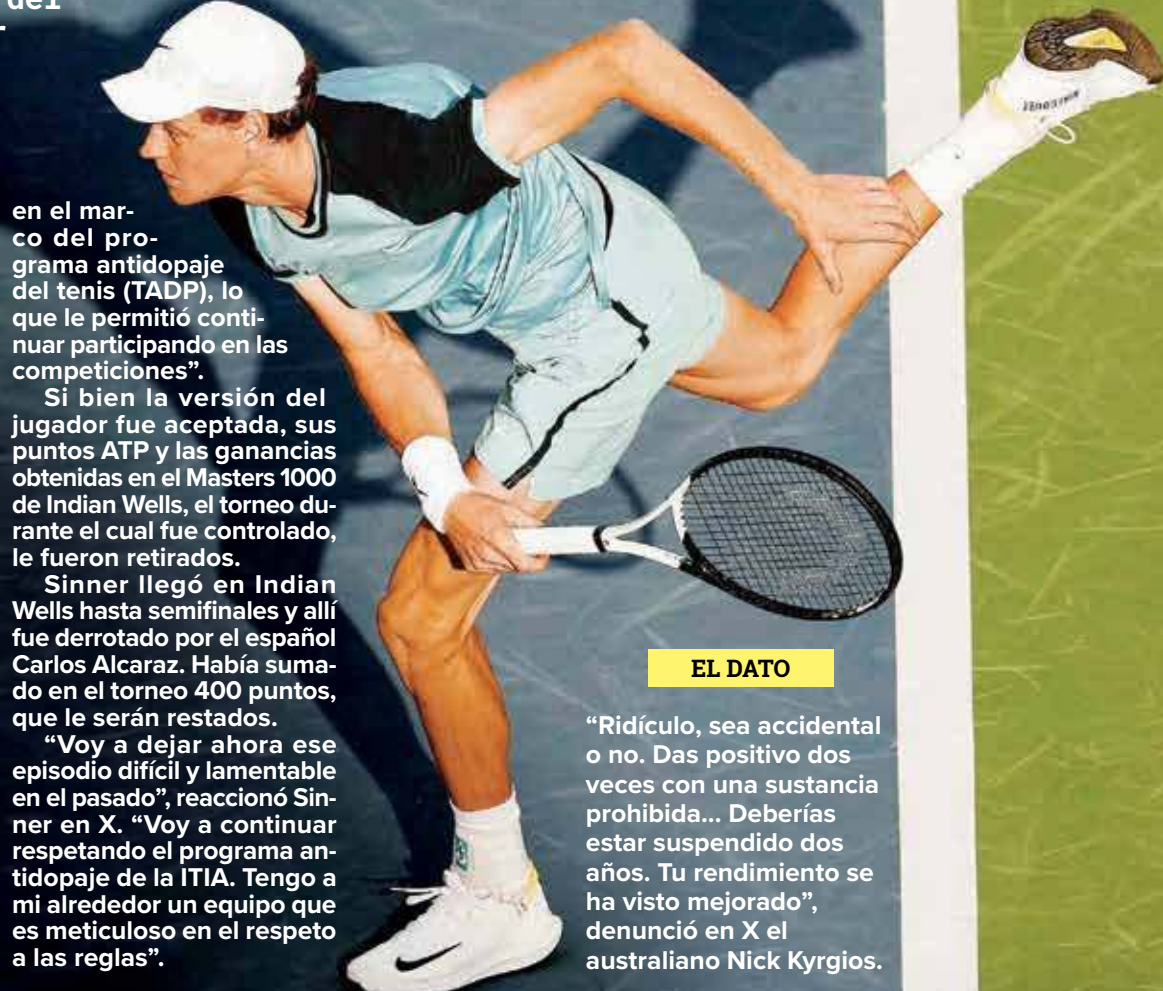 del
en el mar-
co del pro-
grama antidopaje
del tenis (TADP), lo
que le permitió conti-
nuar participando en las
competiciones”.
Si bien la versión del
jugador fue aceptada, sus
puntos ATP y las ganancias
obtenidas en el Masters 1000
de Indian Wells, el torneo du-
rante el cual fue controlado,
le fueron retirados.
Sinner llegó en Indian
Wells hasta semifinales y allí
fue derrotado por el español
Carlos Alcaraz. Había suma-
do en el torneo 400 puntos,
que le serán restados.
“Voy a dejar ahora ese
episodio difícil y lamentable
en el pasado”, reaccionó Sin-
ner en X. “Voy a continuar
respetando el programa an-
tidopaje de la ITIA. Tengo a
mi alrededor un equipo que
es meticuloso en el respeto
a las reglas”.
EL DATO
“Ridículo, sea accidental
o no. Das positivo dos
veces con una sustancia
prohibida... Deberías
estar suspendido dos
años. Tu rendimiento se
ha visto mejorado”,
denunció en X el
australiano Nick Kyrgios.